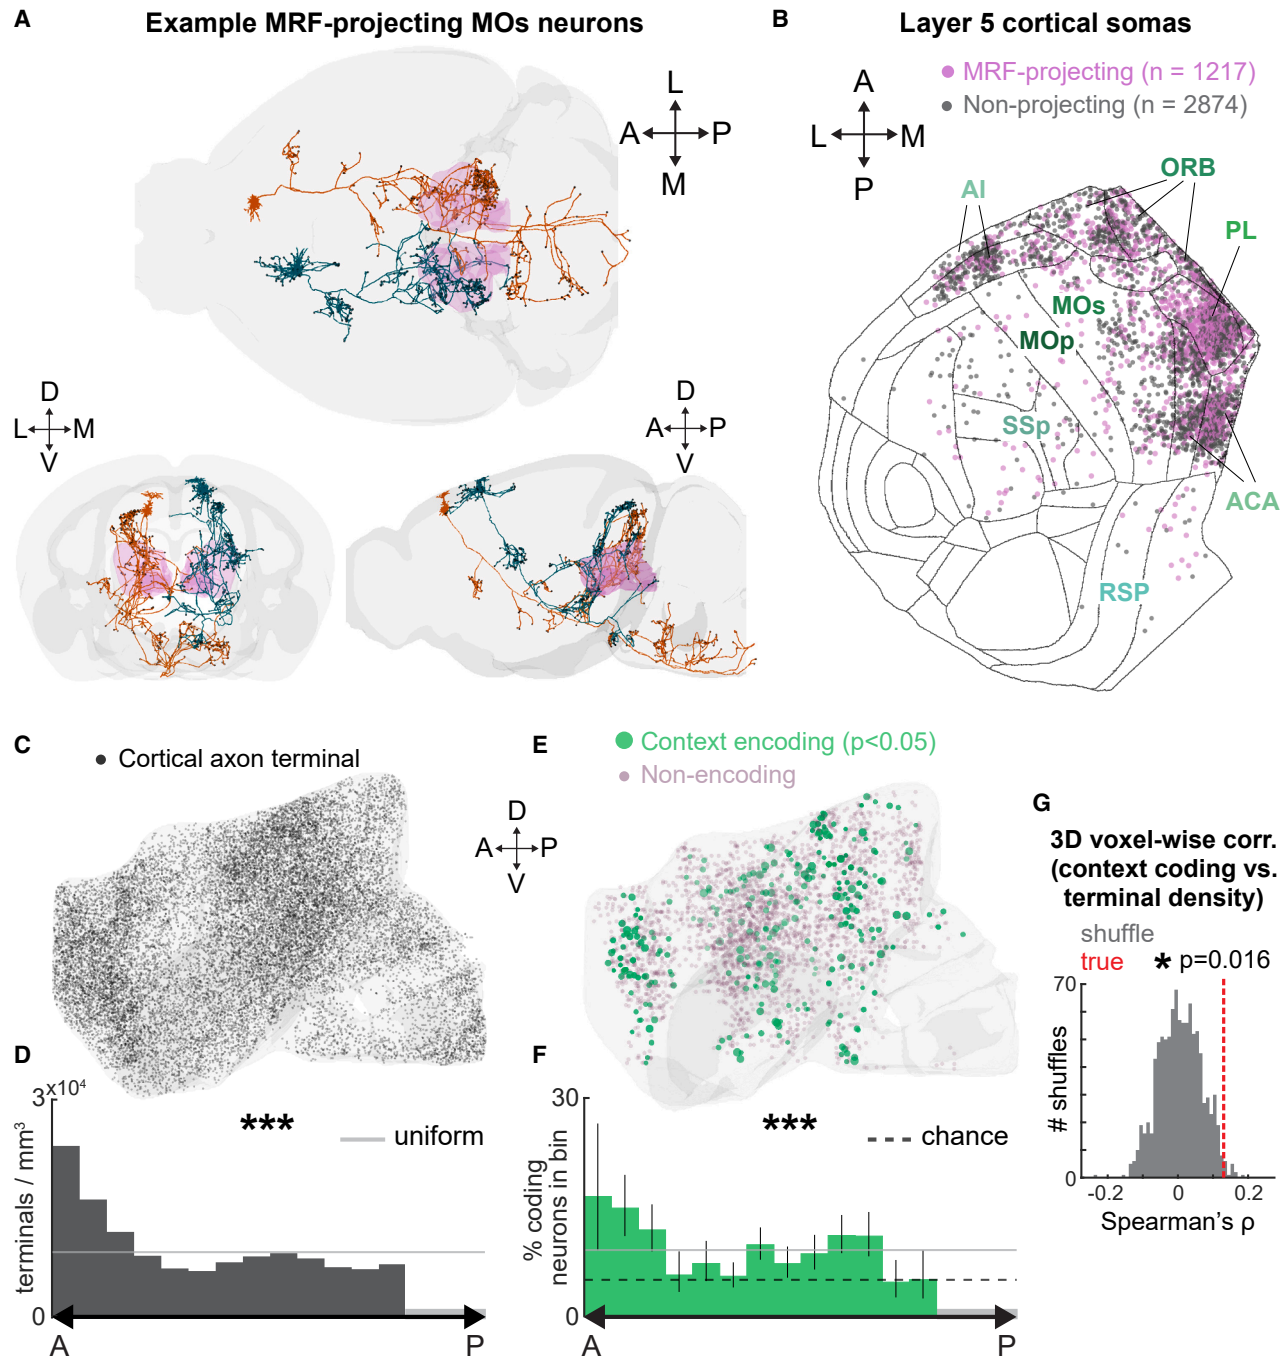 A
Example MRF-projecting MOs neurons
L
A
P
M
D
L
M
V
D
A
P
V
B
Layer 5 cortical somas
MRF-projecting (n = 1217)
Non-projecting (n = 2874)
A
L
M
P
AI
ORB
PL
MOs
MOp
SSp
ACA
RSP
C
Cortical axon terminal
D
A
P
V
E
Context encoding (p<0.05)
Non-encoding
D
3
x10⁴
***
uniform
terminals / mm³
0
A
P
F
30
***
chance
% coding
neurons in bin
0
A
P
G
3D voxel-wise corr.
(context coding vs.
terminal density)
shuffle
true
* p=0.016
70
# shuffles
0
-0.2
0
0.2
Spearman's ρ